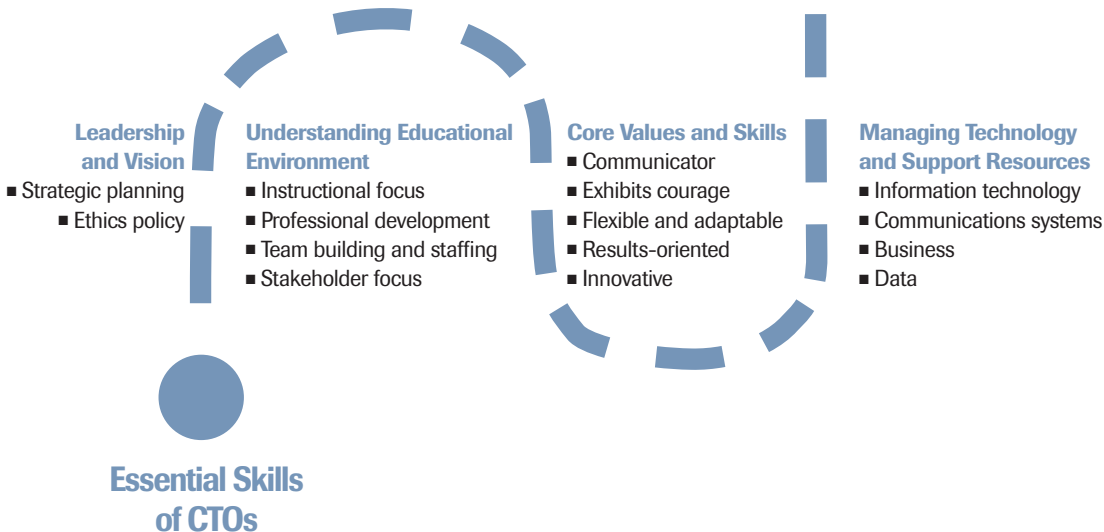 Leadership
and Vision
■ Strategic planning
■ Ethics policy
Understanding Educational
Environment
■ Instructional focus
■ Professional development
■ Team building and staffing
■ Stakeholder focus
Core Values and Skills
■ Communicator
■ Exhibits courage
■ Flexible and adaptable
■ Results-oriented
■ Innovative
Managing Technology
and Support Resources
■ Information technology
■ Communications systems
■ Business
■ Data
Essential Skills
of CTOs